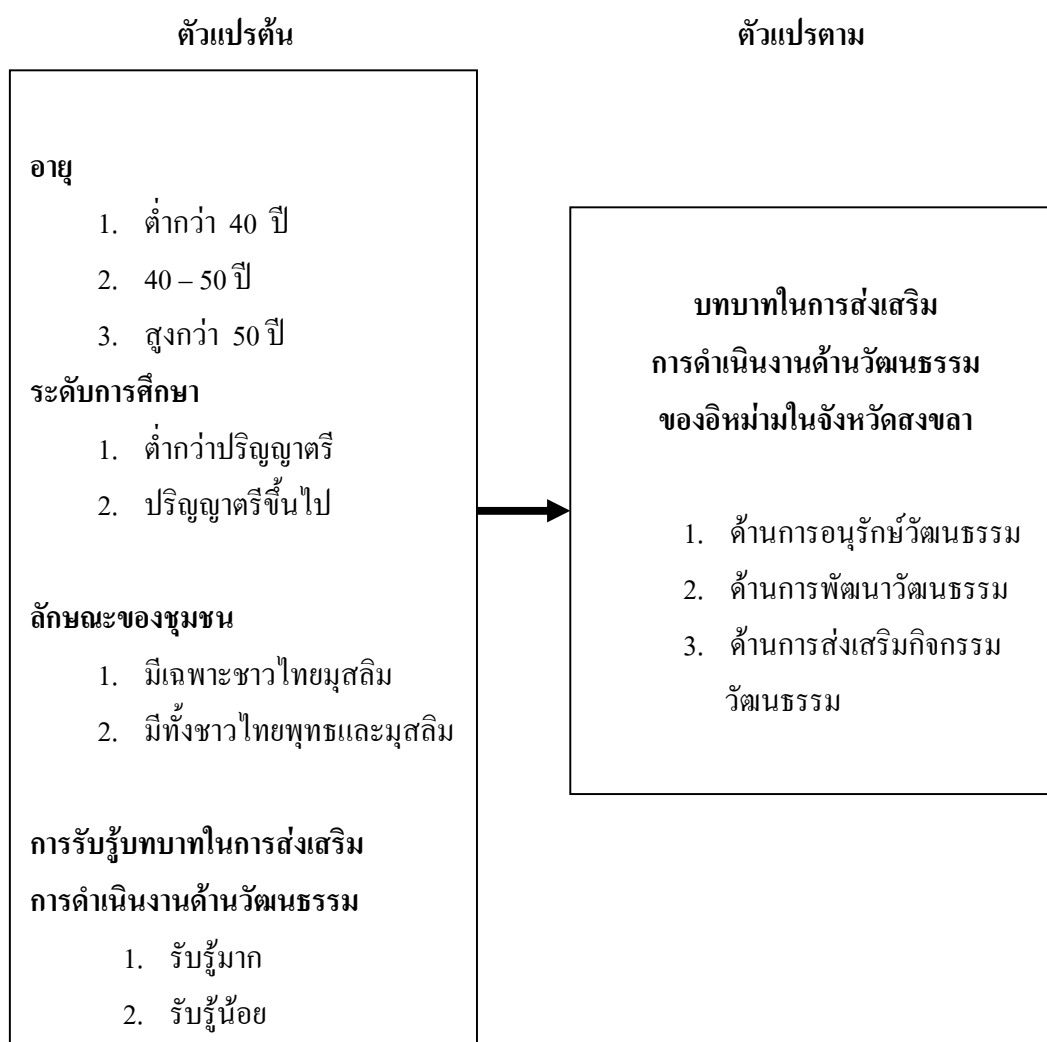 ตัวแปรต้น
ตัวแปรตาม
อายุ
1. ต่ำกว่า 40 ปี
2. 40 – 50 ปี
3. สูงกว่า 50 ปี
ระดับการศึกษา
1. ต่ำกว่าปริญญาตรี
2. ปริญญาตรีขึ้นไป
ลักษณะของชุมชน
1. มีเฉพาะชาวไทยมุสลิม
2. มีทั้งชาวไทยพุทธและมุสลิม
การรับรู้บทบาทในการส่งเสริม
การดำเนินงานด้านวัฒนธรรม
1. รับรู้มาก
2. รับรู้น้อย
บทบาทในการส่งเสริม
การดำเนินงานด้านวัฒนธรรม
ของอิหม่ามในจังหวัดสงขลา
1. ด้านการอนุรักษ์วัฒนธรรม
2. ด้านการพัฒนาวัฒนธรรม
3. ด้านการส่งเสริมกิจกรรม
วัฒนธรรม